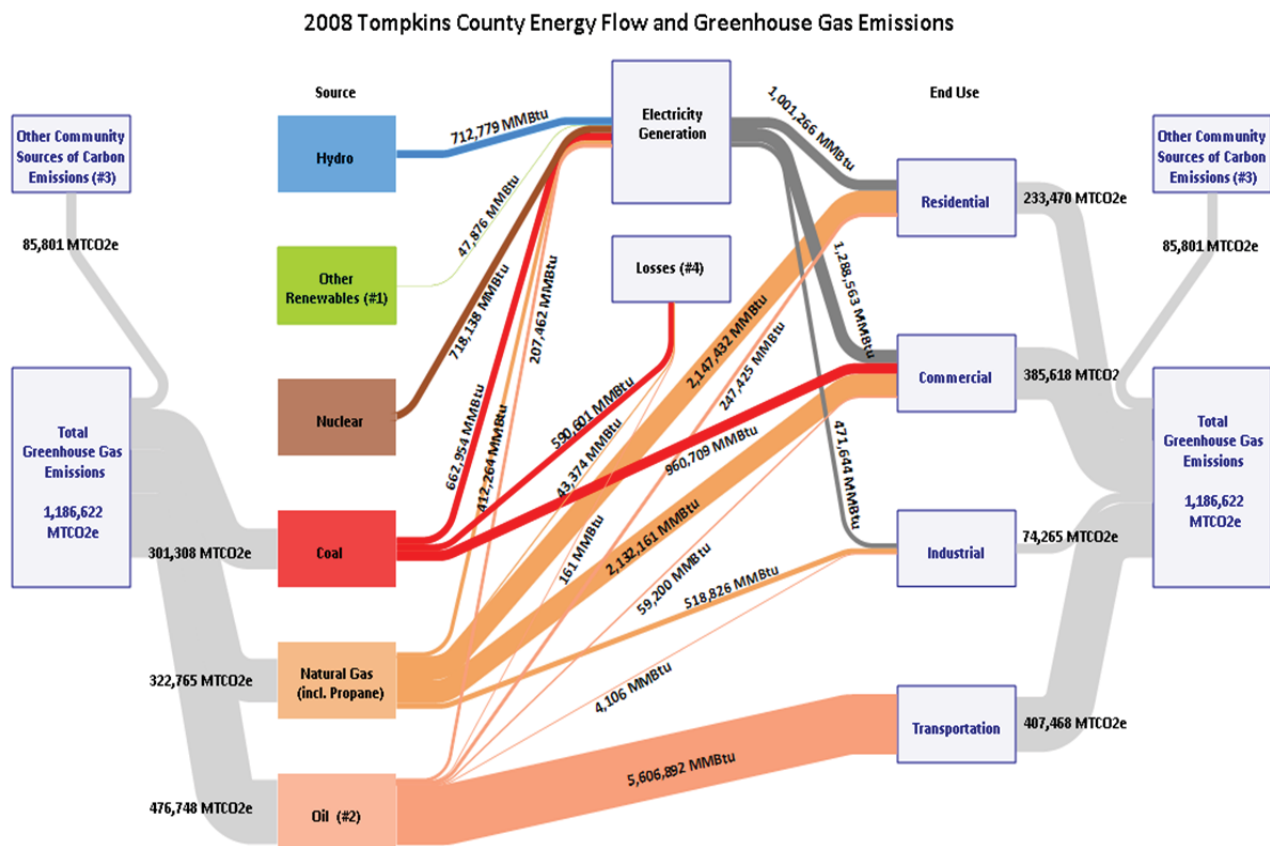 2008 Tompkins County Energy Flow and Greenhouse Gas Emissions
Source
End Use
Other Community
Sources of Carbon
Emissions (#3)
85,801 MTCO2e
Total
Greenhouse Gas
Emissions
1,186,622
MTCO2e
301,308 MTCO2e
322,765 MTCO2e
476,748 MTCO2e
Hydro
Other
Renewables (#1)
Nuclear
Coal
Natural Gas
(incl. Propane)
Oil (#2)
712,779 MMBtu
47,876 MMBtu
718,138 MMBtu
662,954 MMBtu
412,264 MMBtu
207,462 MMBtu
590,601 MMBtu
43,374 MMBtu
161 MMBtu
2,147,432 MMBtu
247,425 MMBtu
960,709 MMBtu
2,132,161 MMBtu
59,200 MMBtu
518,826 MMBtu
4,106 MMBtu
5,606,892 MMBtu
Electricity
Generation
Losses (#4)
1,001,266 MMBtu
1,288,563 MMBtu
471,644 MMBtu
Residential
Commercial
Industrial
Transportation
233,470 MTCO2e
385,618 MTCO2
74,265 MTCO2e
407,468 MTCO2e
Other Community
Sources of Carbon
Emissions (#3)
85,801 MTCO2e
Total
Greenhouse Gas
Emissions
1,186,622
MTCO2e